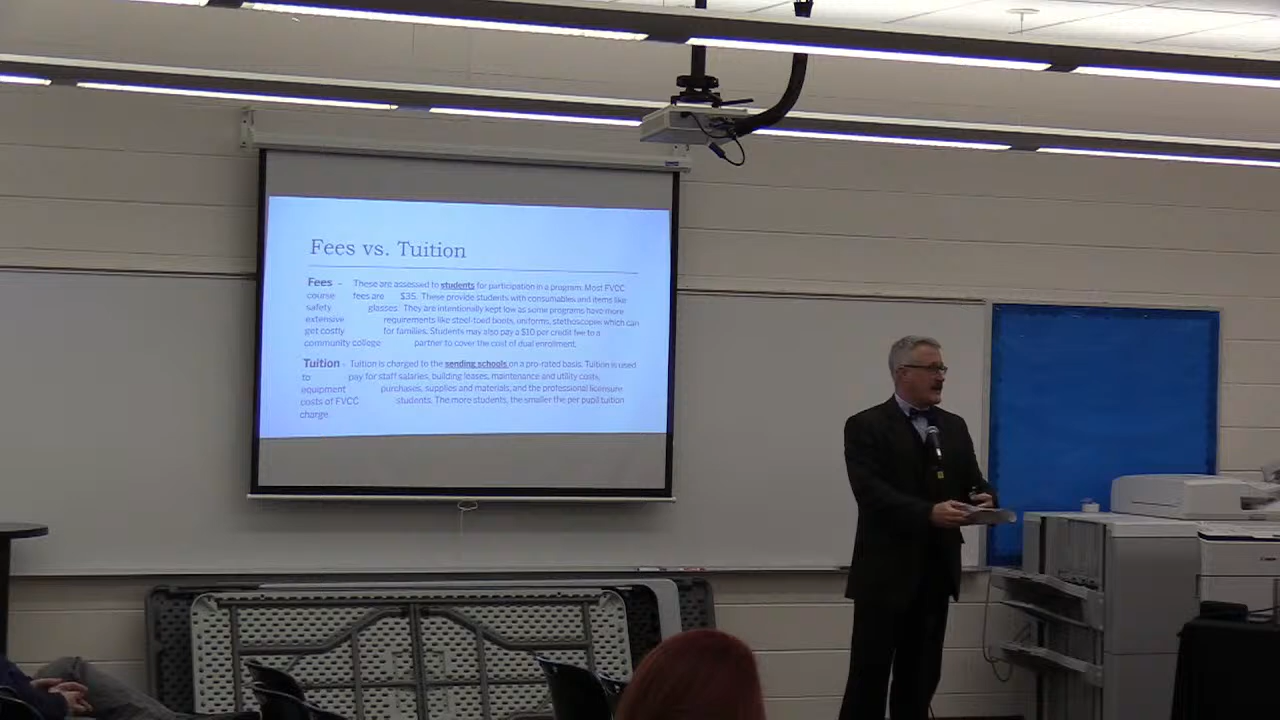 Fees vs. Tuition
Fees - These are assessed to students for participation in a program. Most FVCC
course fees are $35. These provide students with consumables and items like
safety glasses. They are intentionally kept low as some programs have more
extensive requirements like steel-toed boots, uniforms, stethoscopes which can
get costly for families. Students may also pay a $10 per credit fee to a
community college partner to cover the cost of dual enrollment.
Tuition - Tuition is charged to the sending schools on a pro-rated basis. Tuition is used
to pay for staff salaries, building leases, maintenance and utility costs,
equipment purchases, supplies and materials, and the professional licensure
costs of FVCC students. The more students, the smaller the per pupil tuition
charge.